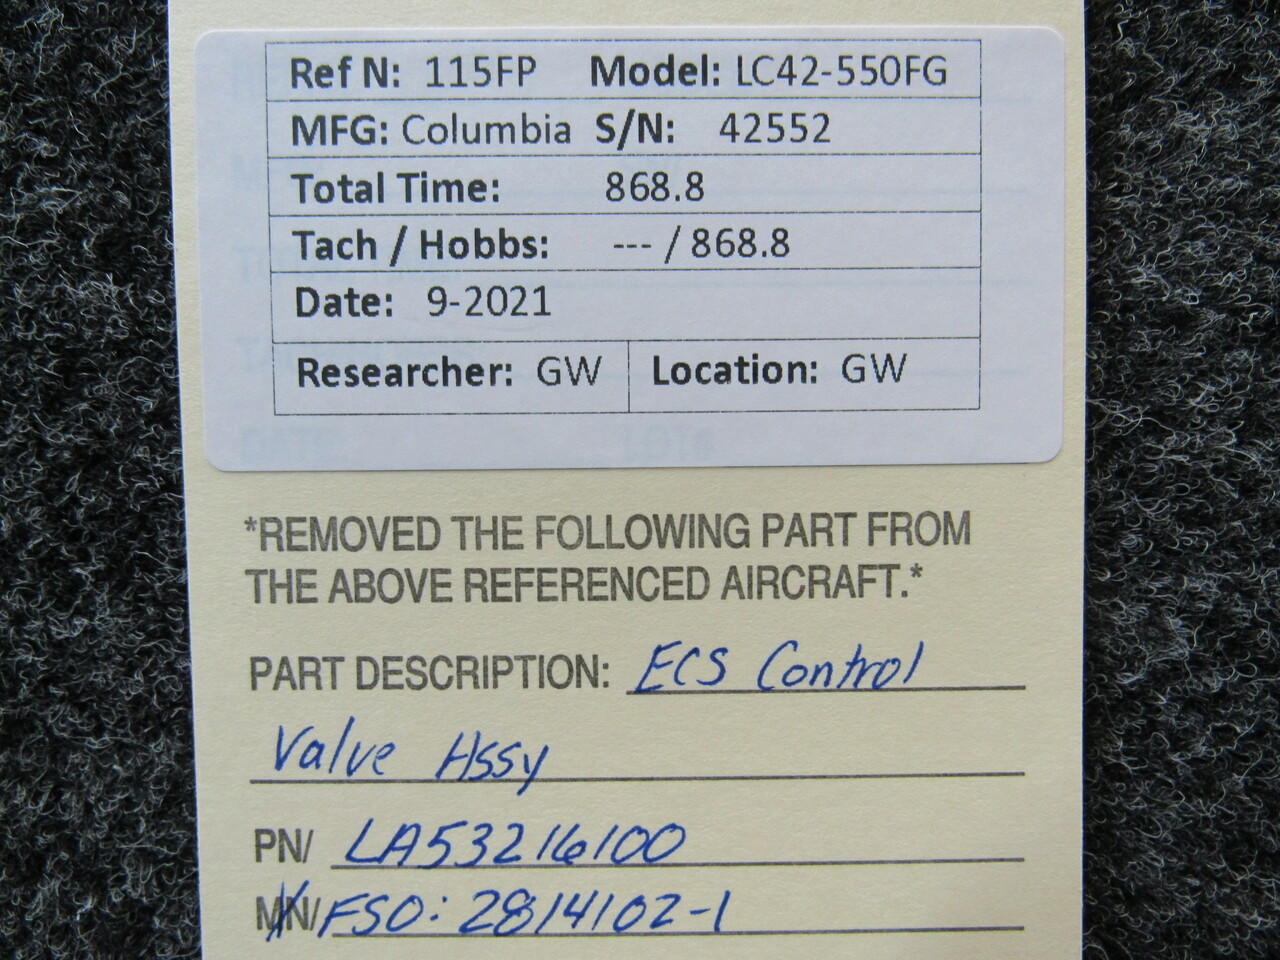 Ref N: 115FP Model: LC42-550FG
MFG: Columbia S/N: 42552
Total Time: 868.8
Tach / Hobbs: --- / 868.8
Date: 9-2021
Researcher: GW Location: GW
*REMOVED THE FOLLOWING PART FROM
THE ABOVE REFERENCED AIRCRAFT.*
PART DESCRIPTION: ECS Control
Valve Assy
PN/ LA53216100
MN/ FSO: 2814102-1